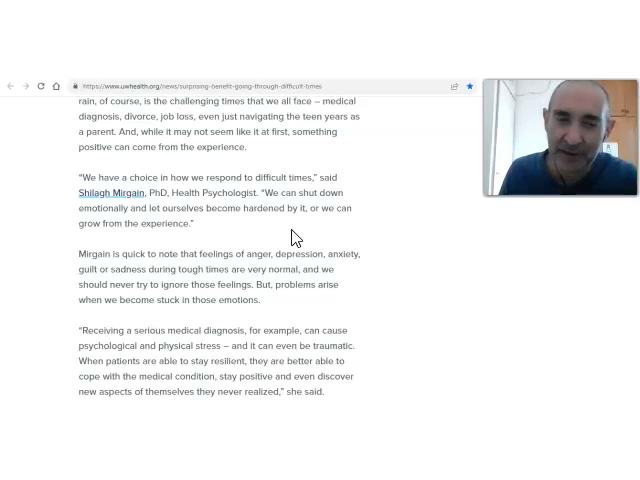 https://www.uwhealth.org/news/surprising-benefit-going-through-difficult-times
rain, of course, is the challenging times that we all face – medical
diagnosis, divorce, job loss, even just navigating the teen years as
a parent. And, while it may not seem like it at first, something
positive can come from the experience.
“We have a choice in how we respond to difficult times,” said
Shilagh Mirgain, PhD, Health Psychologist. “We can shut down
emotionally and let ourselves become hardened by it, or we can
grow from the experience.”
Mirgain is quick to note that feelings of anger, depression, anxiety,
guilt or sadness during tough times are very normal, and we
should never try to ignore those feelings. But, problems arise
when we become stuck in those emotions.
“Receiving a serious medical diagnosis, for example, can cause
psychological and physical stress – and it can even be traumatic.
When patients are able to stay resilient, they are better able to
cope with the medical condition, stay positive and even discover
new aspects of themselves they never realized,” she said.